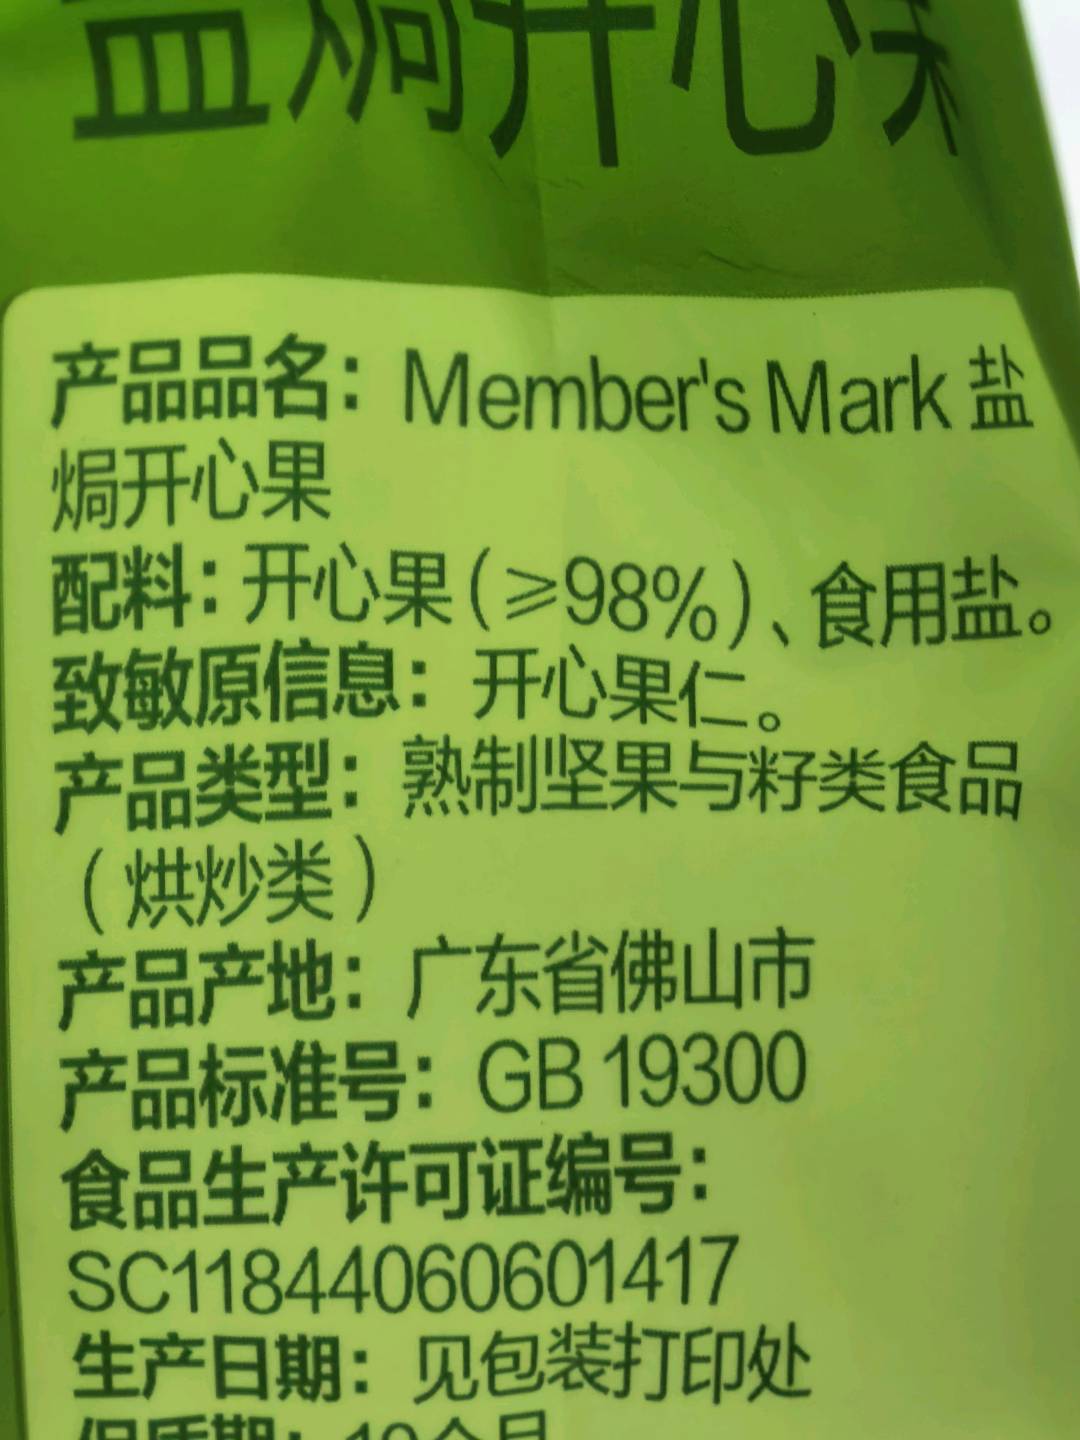 盐焗开心果
产品品名：Member's Mark 盐
焗开心果
配料：开心果(≥98%)、食用盐。
致敏原信息：开心果仁。
产品类型：熟制坚果与籽类食品
（烘炒类）
产品产地：广东省佛山市
产品标准号：GB 19300
食品生产许可证编号：
SC11844060601417
生产日期：见包装打印处
保质期：